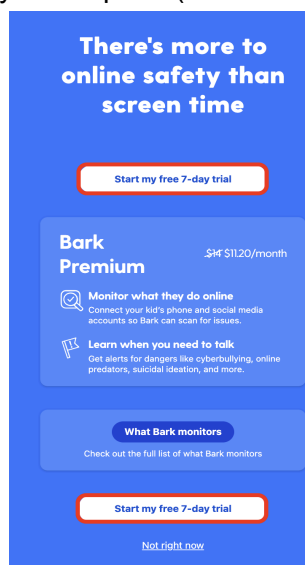 There's more to
online safety than
screen time
Start my free 7-day trial
Bark
Premium
$14 $11.20/month
Monitor what they do online
Connect your kid's phone and social media
accounts so Bark can scan for issues.
Learn when you need to talk
Get alerts for dangers like cyberbullying, online
predators, suicidal ideation, and more.
What Bark monitors
Check out the full list of what Bark monitors
Start my free 7-day trial
Not right now